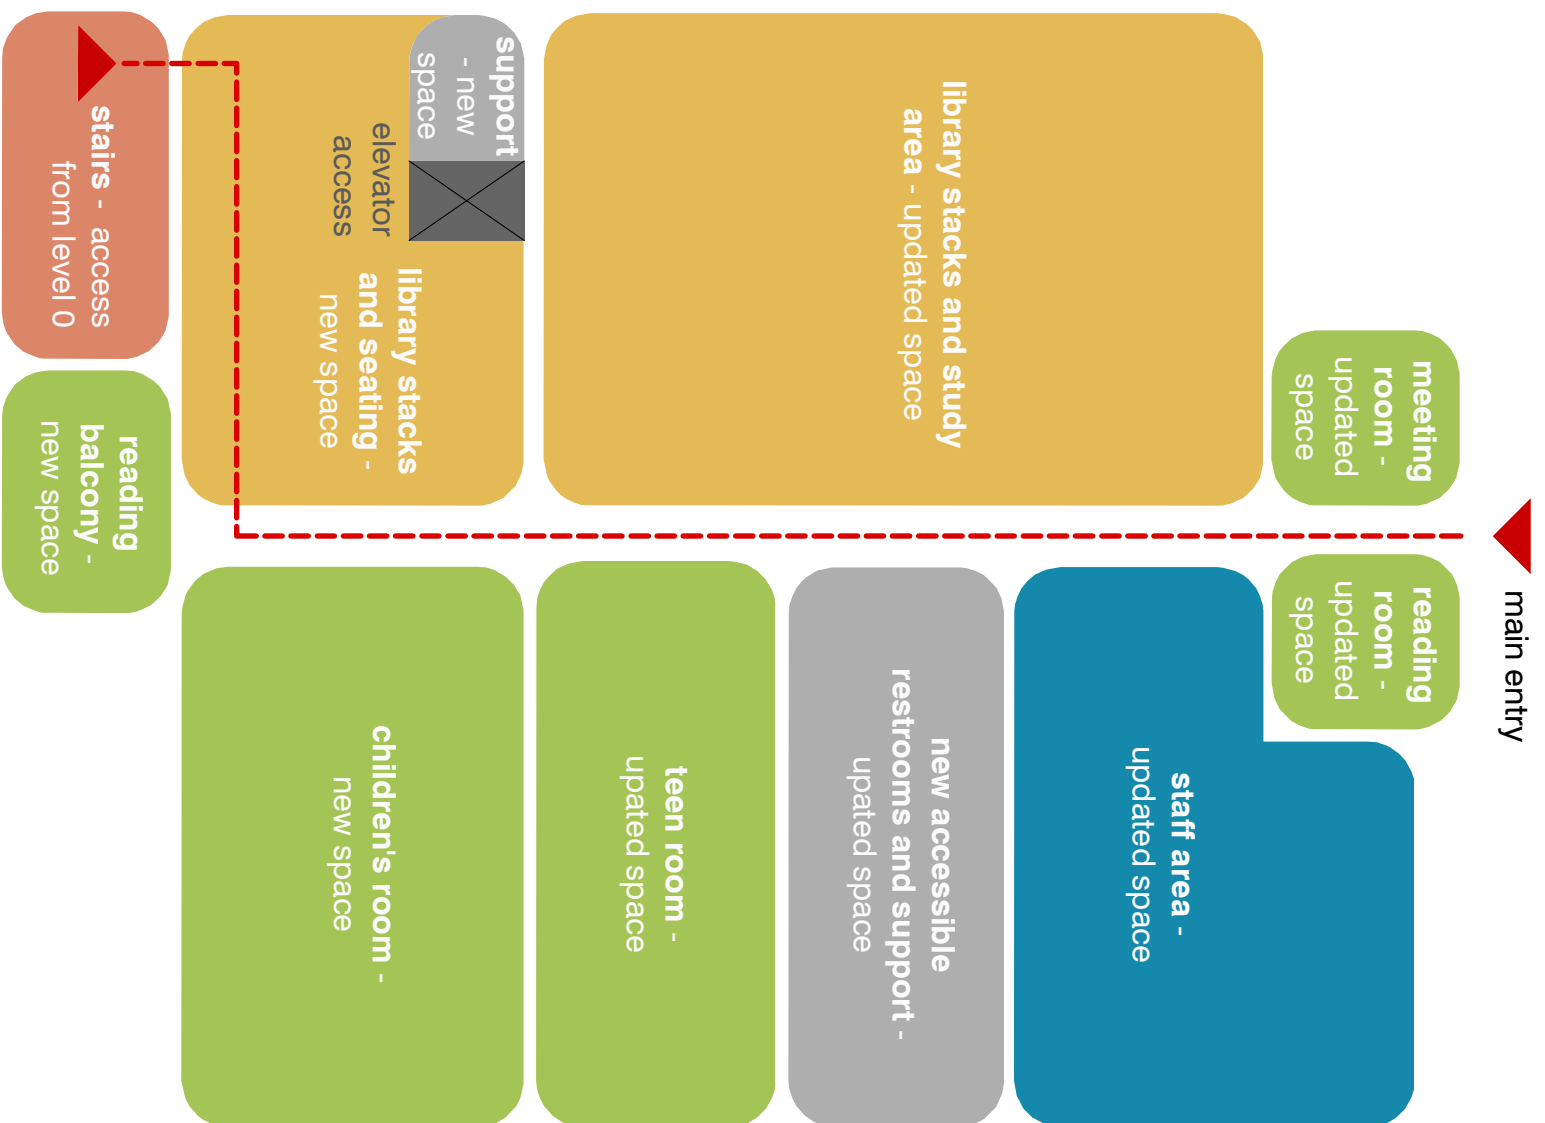 stairs - access
from level 0
reading
balcony -
new space
support
- new
space
elevator
access
library stacks
and seating -
new space
library stacks and study
area - updated space
meeting
room -
updated
space
main entry
reading
room -
updated
space
children's room -
new space
teen room -
upated space
new accessible
restrooms and support -
upated space
staff area -
updated space